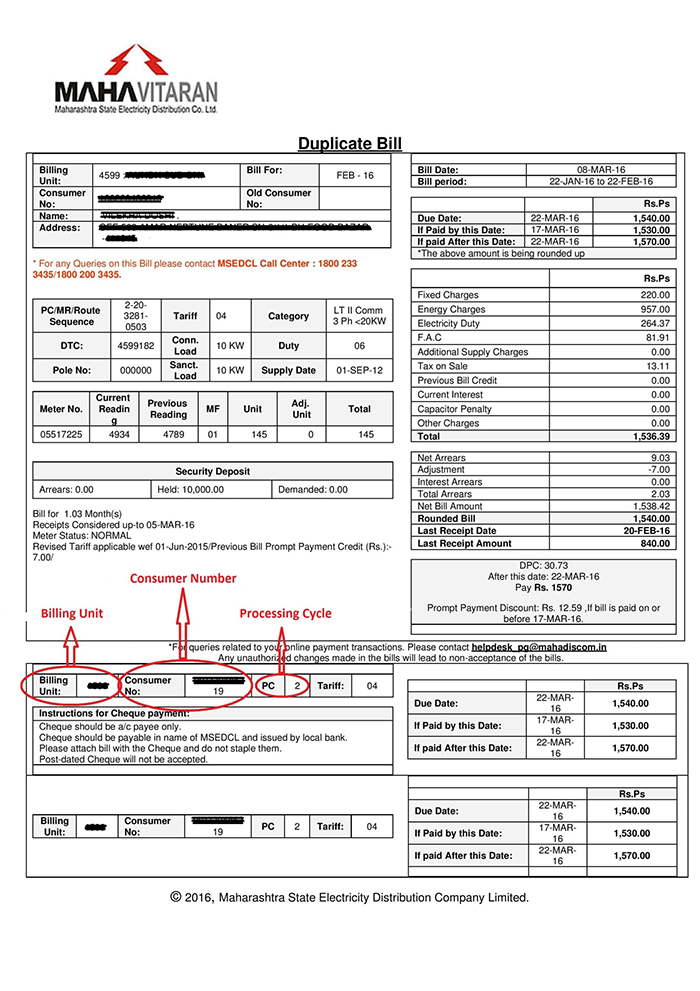 MAHAVITARAN
Maharashtra State Electricity Distribution Co. Ltd.
Duplicate Bill
Billing Unit: 4599 : Bill For: FEB - 16
Consumer No: Old Consumer No:
Name:
Address:
* For any Queries on this Bill please contact MSEDCL Call Center : 1800 233
3435/1800 200 3435.
PC/MR/Route Sequence 2-20-3281-0503 Tariff 04 Category LT II Comm 3 Ph <20KW
DTC: 4599182 Conn. Load 10 KW Duty 06
Pole No: 000000 Sanct. Load 10 KW Supply Date 01-SEP-12
Meter No. Current Reading Previous Reading MF Unit Adj. Unit Total
05517225 4934 4789 01 145 0 145
Security Deposit
Arrears: 0.00 Held: 10,000.00 Demanded: 0.00
Bill for 1.03 Month(s)
Receipts Considered up-to 05-MAR-16
Meter Status: NORMAL
Revised Tariff applicable wef 01-Jun-2015/Previous Bill Prompt Payment Credit (Rs.):-
7.00/
Bill Date: 08-MAR-16
Bill period: 22-JAN-16 to 22-FEB-16
Rs.Ps
Due Date: 22-MAR-16 1,540.00
If Paid by this Date: 17-MAR-16 1,530.00
If paid After this Date: 22-MAR-16 1,570.00
*The above amount is being rounded up
Rs.Ps
Fixed Charges 220.00
Energy Charges 957.00
Electricity Duty 264.37
F.A.C 81.91
Additional Supply Charges 0.00
Tax on Sale 13.11
Previous Bill Credit 0.00
Current Interest 0.00
Capacitor Penalty 0.00
Other Charges 0.00
Total 1,536.39
Net Arrears 9.03
Adjustment -7.00
Interest Arrears 0.00
Total Arrears 2.03
Net Bill Amount 1,538.42
Rounded Bill 1,540.00
Last Receipt Date 20-FEB-16
Last Receipt Amount 840.00
DPC: 30.73
After this date: 22-MAR-16
Pay Rs. 1570
Prompt Payment Discount: Rs. 12.59 ,If bill is paid on or
before 17-MAR-16.
Consumer Number
Billing Unit
Processing Cycle
*For queries related to your online payment transactions. Please contact helpdesk_pg@mahadiscom.in
Any unauthorized changes made in the bills will lead to non-acceptance of the bills.
Billing Unit: Consumer No: 19 PC 2 Tariff: 04
Instructions for Cheque payment:
Cheque should be a/c payee only.
Cheque should be payable in name of MSEDCL and issued by local bank.
Please attach bill with the Cheque and do not staple them.
Post-dated Cheque will not be accepted.
Rs.Ps
Due Date: 22-MAR-16 1,540.00
If Paid by this Date: 17-MAR-16 1,530.00
If paid After this Date: 22-MAR-16 1,570.00
Billing Unit: Consumer No: 19 PC 2 Tariff: 04
Rs.Ps
Due Date: 22-MAR-16 1,540.00
If Paid by this Date: 17-MAR-16 1,530.00
If paid After this Date: 22-MAR-16 1,570.00
© 2016, Maharashtra State Electricity Distribution Company Limited.